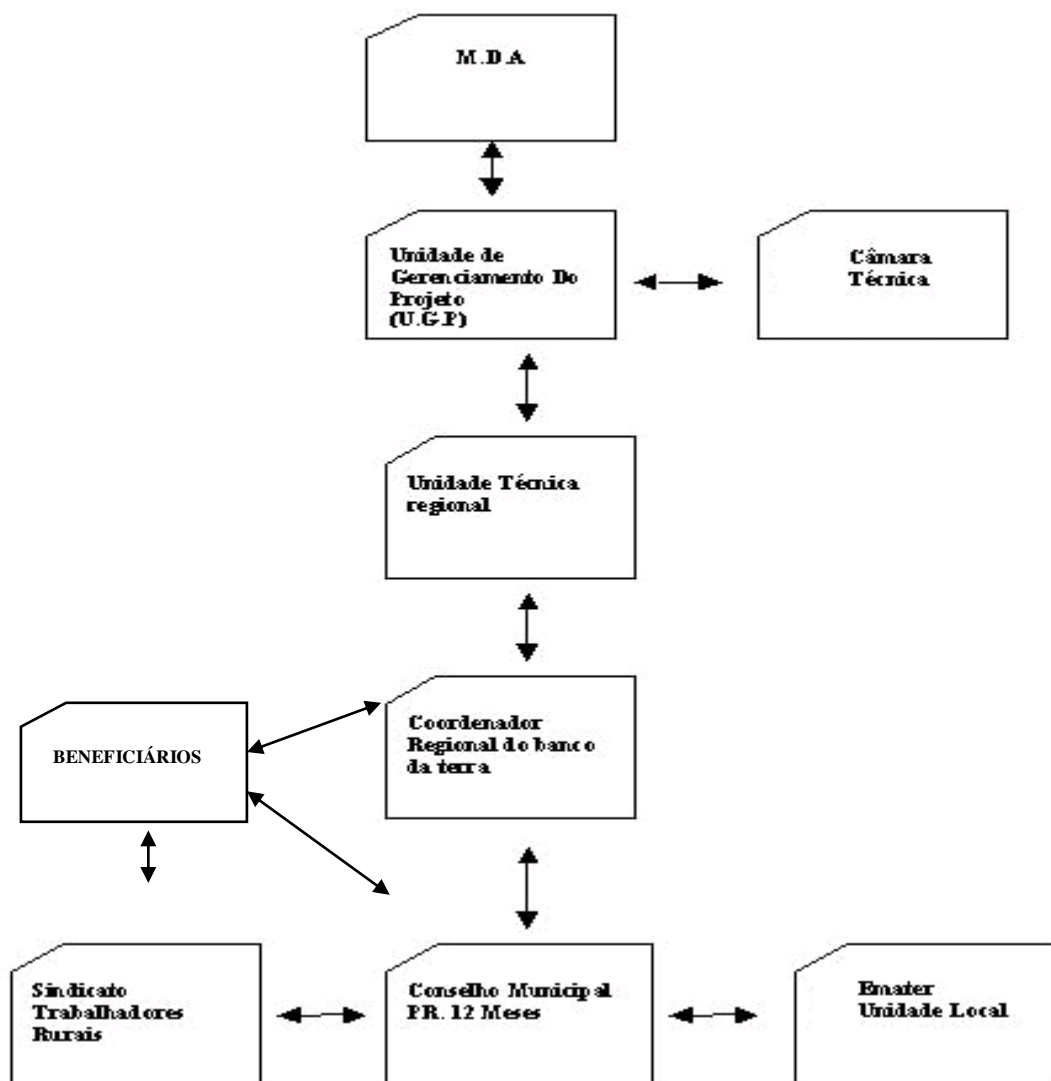 M.D.A
Unidade de
Gerenciamento Do
Projeto
(U.G.P)
Câmara
Técnica
Unidade Técnica
regional
BENEFICIÁRIOS
Coordenador
Regional do banco
da terra
Sindicato
Trabalhadores
Rurais
Conselho Municipal
PR. 12 Meses
Emater
Unidade Local